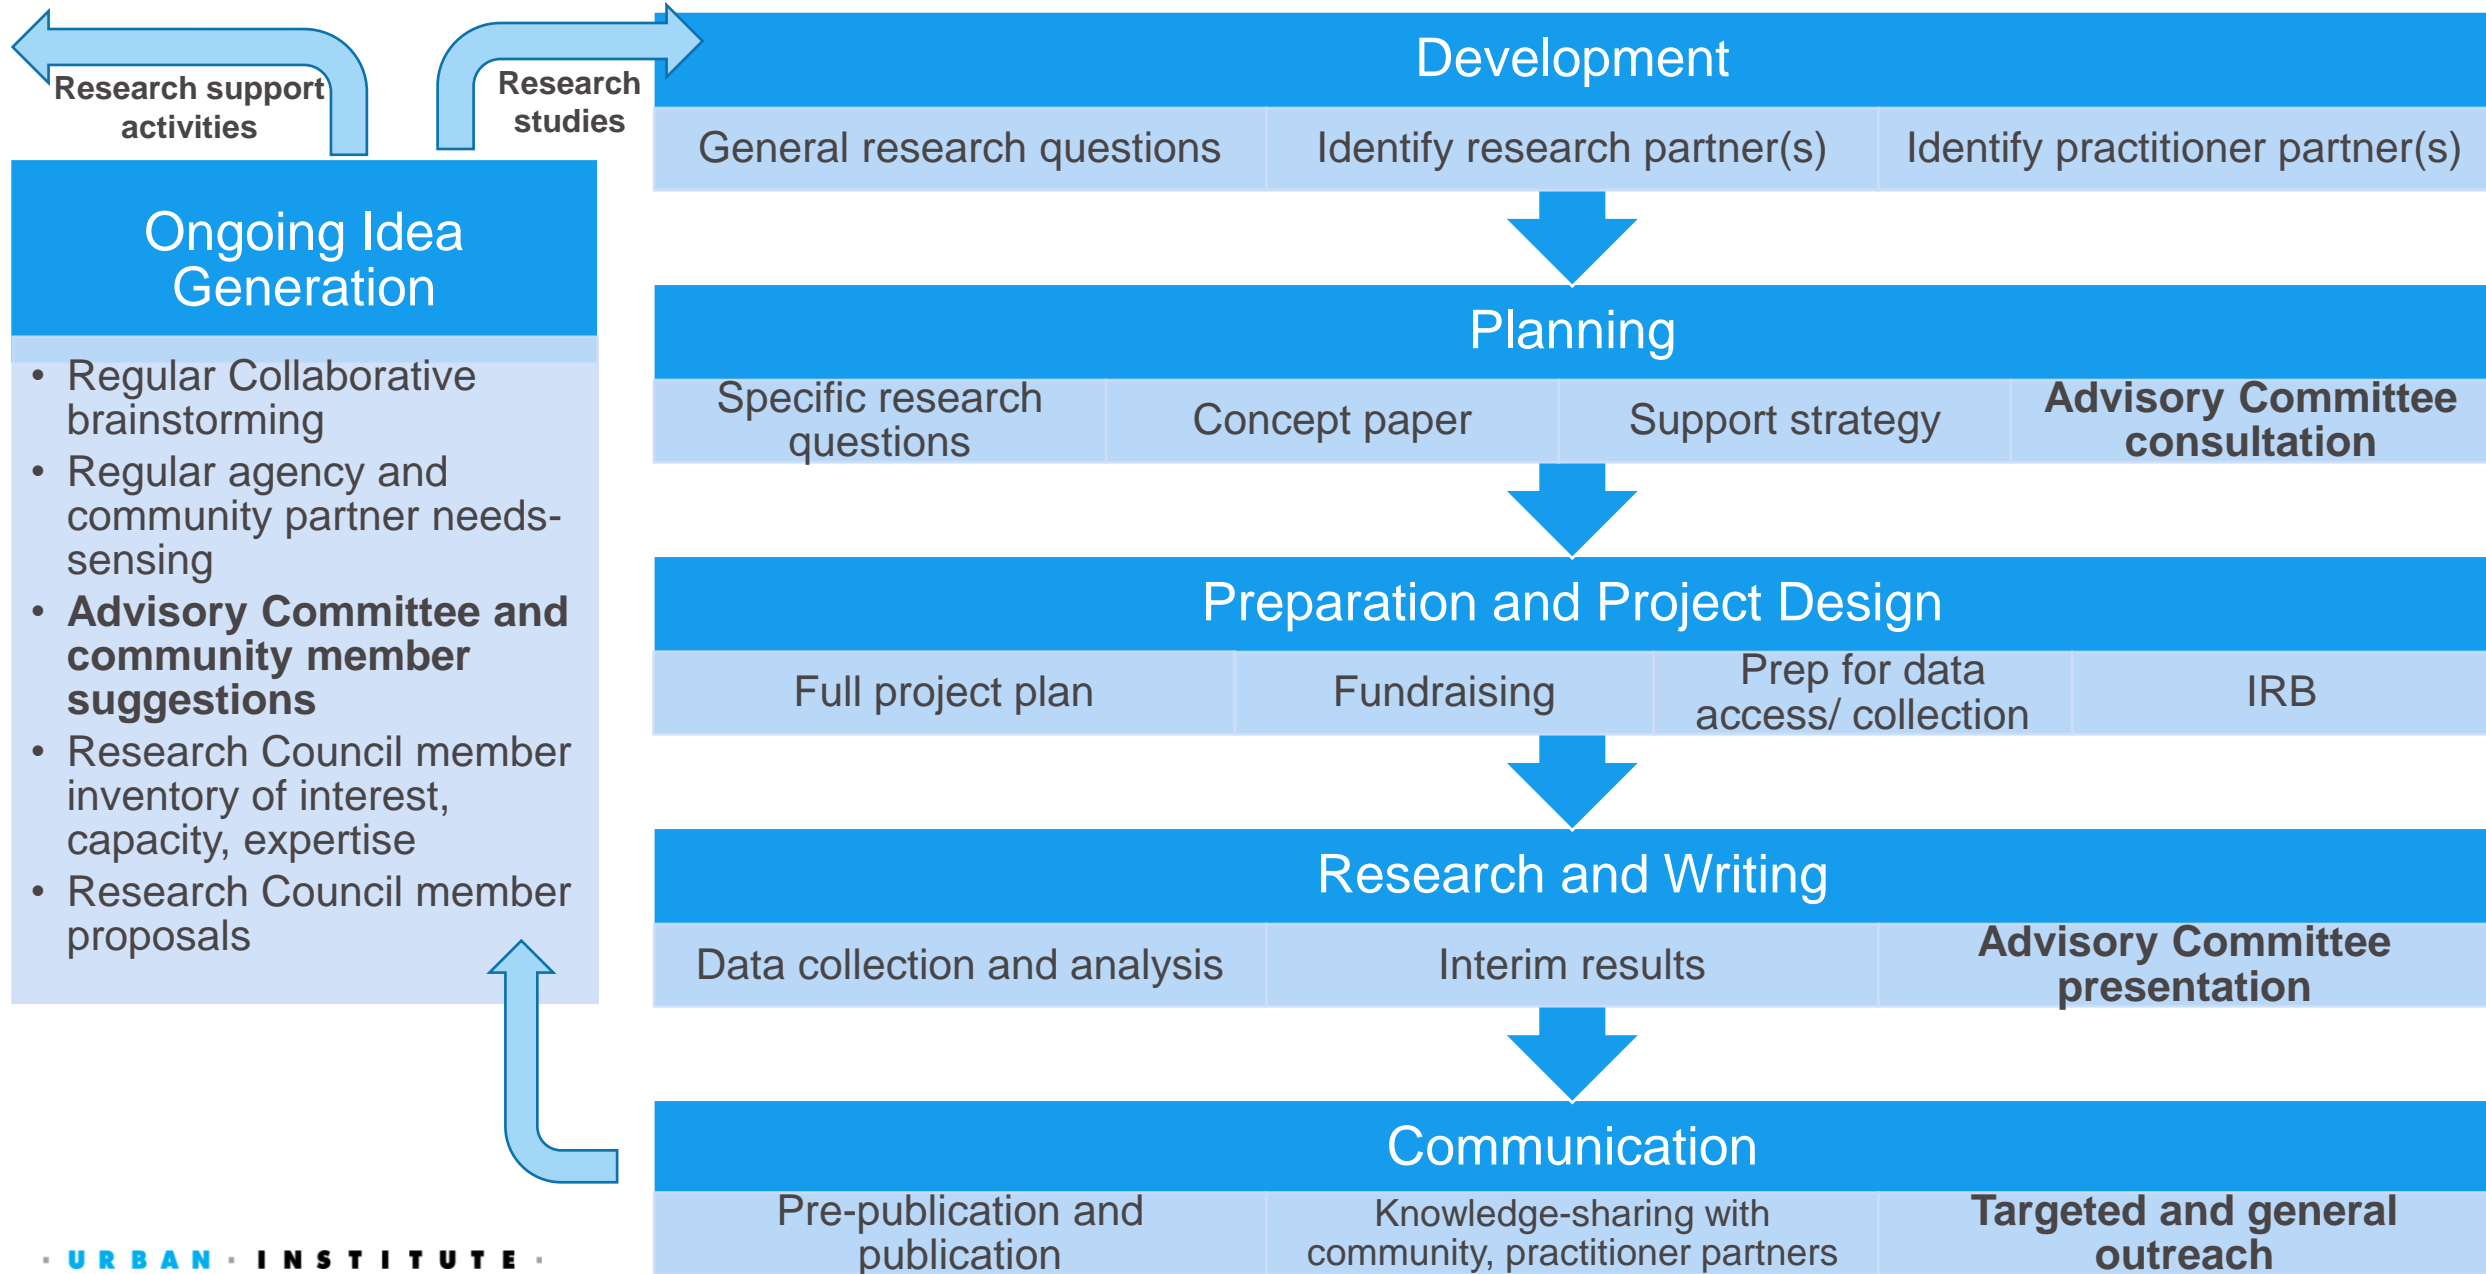 Research support
activities
Research
studies
Ongoing Idea
Generation
• Regular Collaborative
brainstorming
• Regular agency and
community partner needs-
sensing
• Advisory Committee and
community member
suggestions
• Research Council member
inventory of interest,
capacity, expertise
• Research Council member
proposals
Development
General research questions
Identify research partner(s)
Identify practitioner partner(s)
Planning
Specific research
questions
Concept paper
Support strategy
Advisory Committee
consultation
Preparation and Project Design
Full project plan
Fundraising
Prep for data
access/ collection
IRB
Research and Writing
Data collection and analysis
Interim results
Advisory Committee
presentation
Communication
Pre-publication and
publication
Knowledge-sharing with
community, practitioner partners
Targeted and general
outreach
· URBAN · INSTITUTE ·